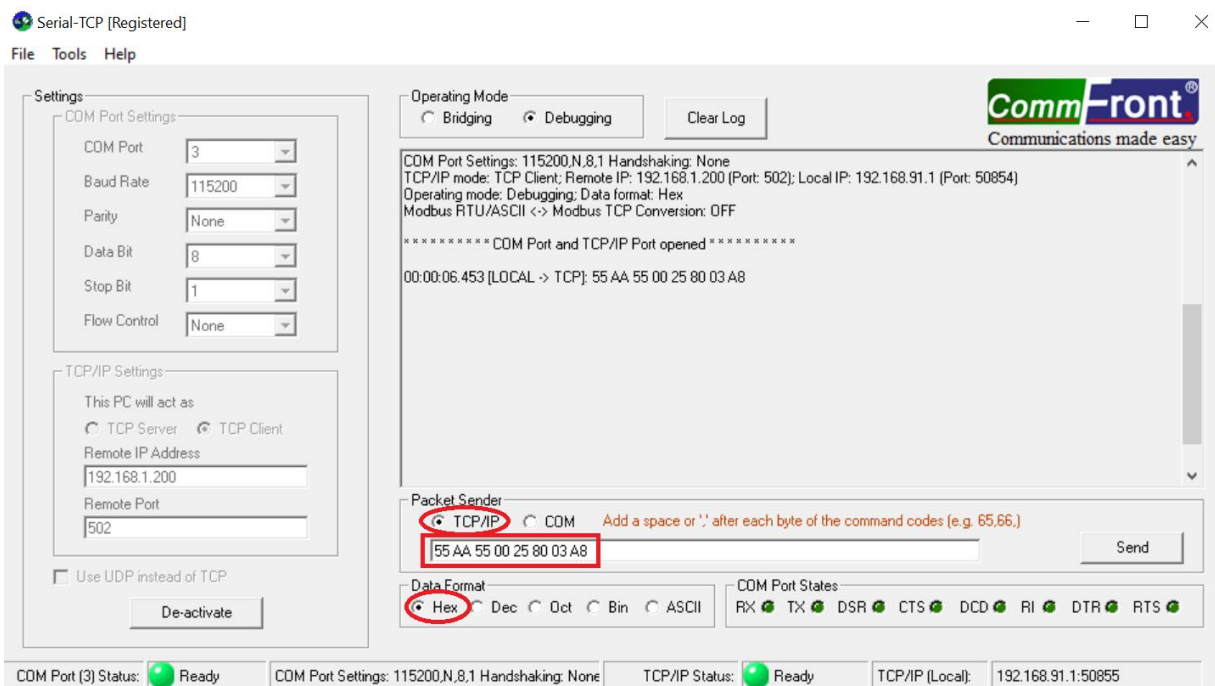 Serial-TCP [Registered]
File Tools Help
Settings
COM Port Settings
COM Port 3
Baud Rate 115200
Parity None
Data Bit 8
Stop Bit 1
Flow Control None
TCP/IP Settings
This PC will act as
TCP Server TCP Client
Remote IP Address
192.168.1.200
Remote Port
502
Use UDP instead of TCP
De-activate
Operating Mode
Bridging Debugging
Clear Log
CommFront®
Communications made easy
COM Port Settings: 115200,N,8,1 Handshaking: None
TCP/IP mode: TCP Client; Remote IP: 192.168.1.200 (Port: 502); Local IP: 192.168.91.1 (Port: 50854)
Operating mode: Debugging; Data format: Hex
Modbus RTU/ASCII <-> Modbus TCP Conversion: OFF
* * * * * * * * * * COM Port and TCP/IP Port opened * * * * * * * * * *
00:00:06.453 [LOCAL -> TCP]: 55 AA 55 00 25 80 03 A8
Packet Sender
TCP/IP COM Add a space or ',' after each byte of the command codes (e.g. 65,66,)
55 AA 55 00 25 80 03 A8
Send
Data Format
Hex Dec Oct Bin ASCII
COM Port States
RX TX DSR CTS DCD RI DTR RTS
COM Port (3) Status: Ready COM Port Settings: 115200,N,8,1 Handshaking: None TCP/IP Status: Ready TCP/IP (Local): 192.168.91.1:50855